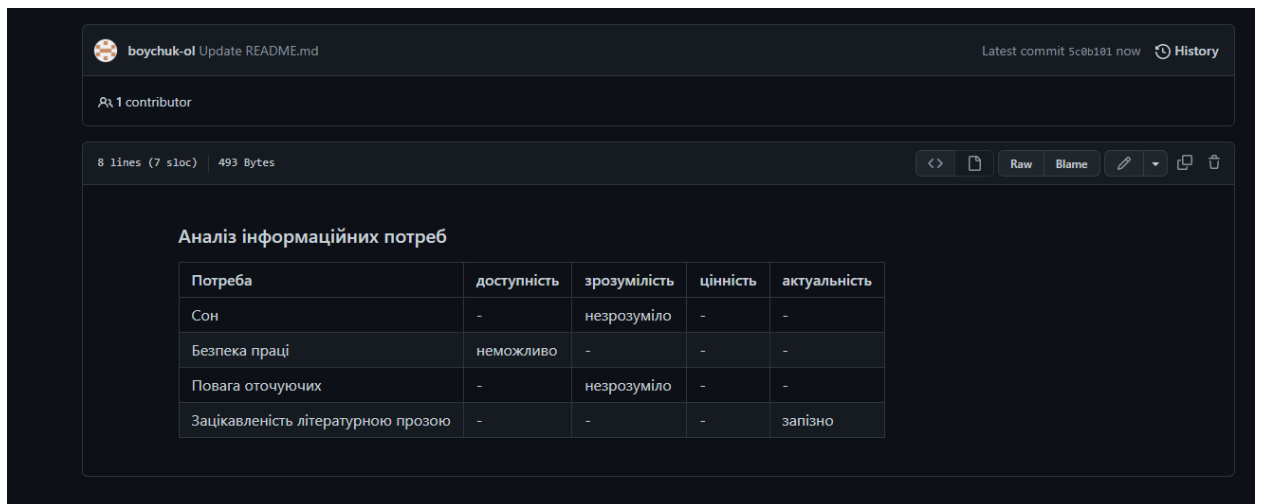 boychuk-ol Update README.md Latest commit 5c0b101 now History
1 contributor
8 lines (7 sloc) 493 Bytes <> Raw Blame
Аналіз інформаційних потреб
Потреба доступність зрозумілість цінність актуальність
Сон - незрозуміло - -
Безпека праці неможливо - - -
Повага оточуючих - незрозуміло - -
Зацікавленість літературною прозою - - - запізно